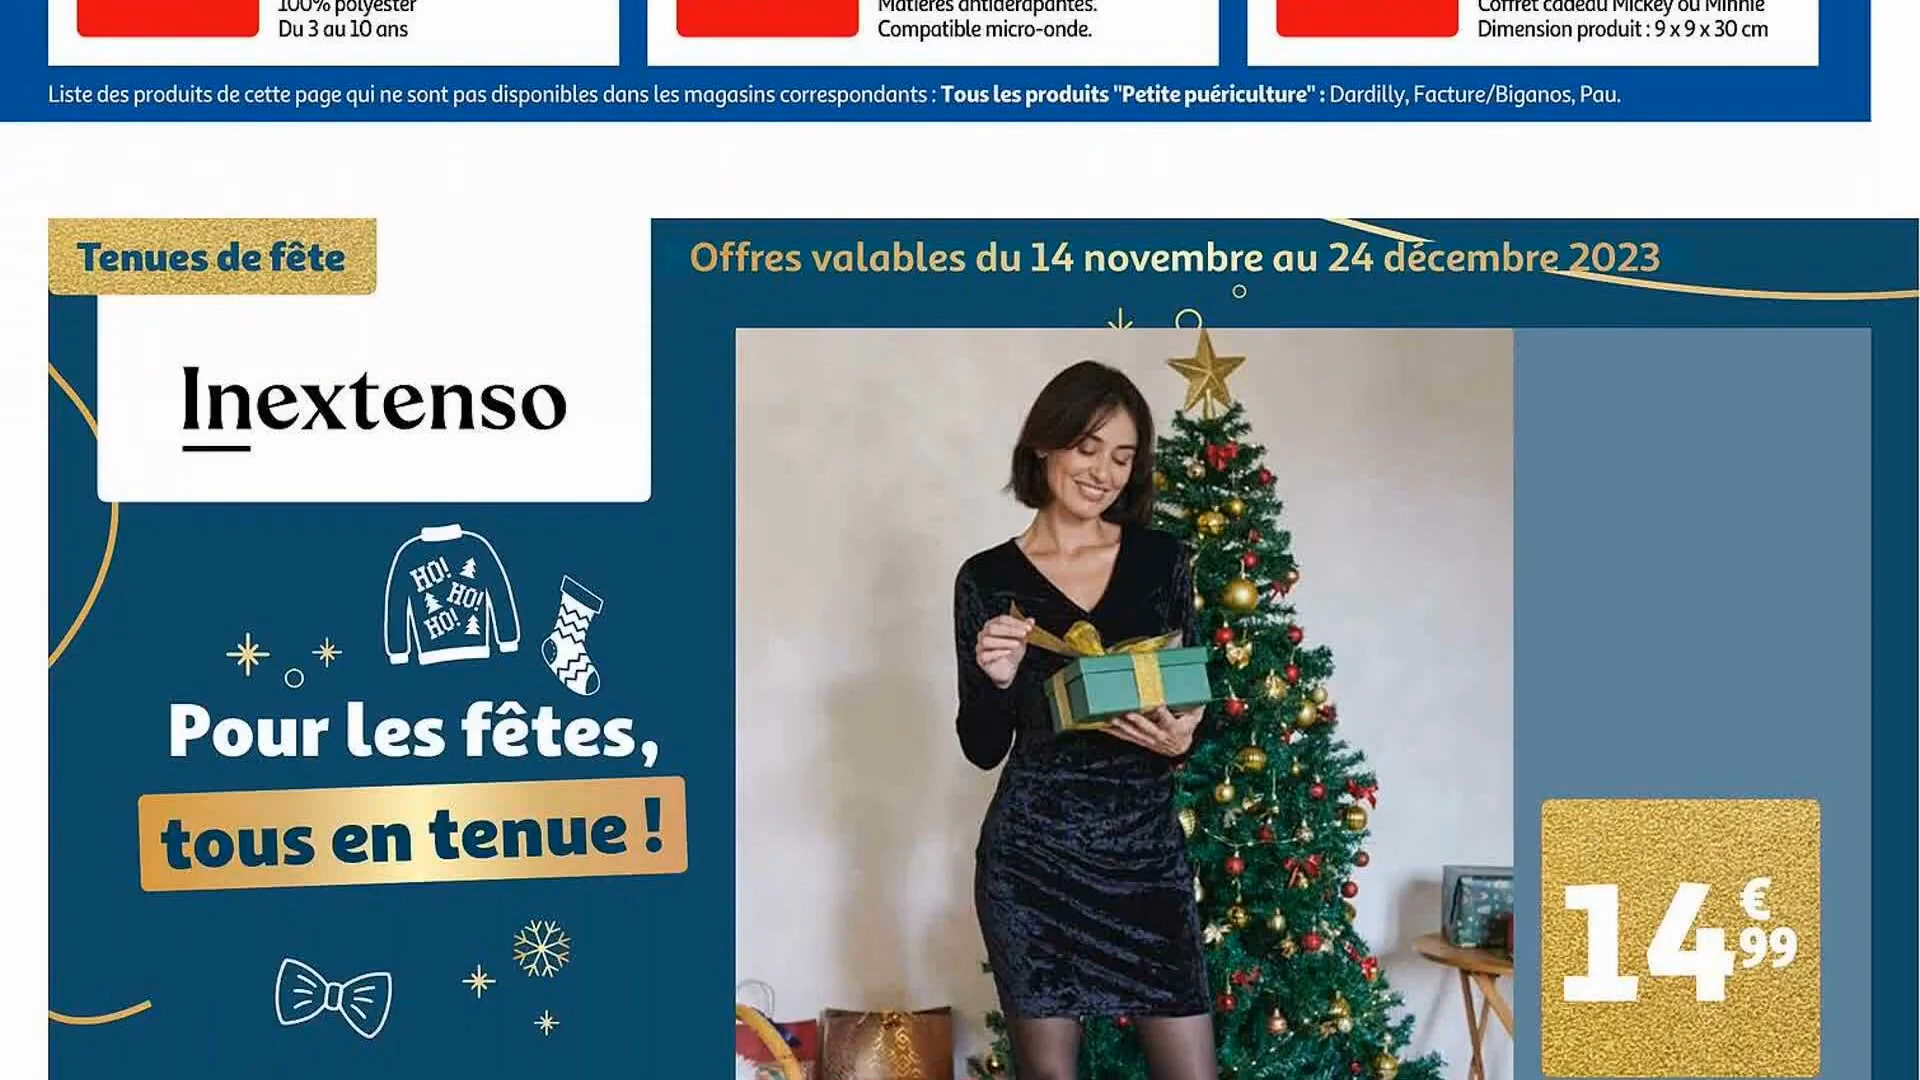 100% polyester
Du 3 au 10 ans
Matières antidérapantes.
Compatible micro-onde.
Coffret cadeau Mickey ou Minnie
Dimension produit : 9 x 9 x 30 cm
Liste des produits de cette page qui ne sont pas disponibles dans les magasins correspondants : Tous les produits "Petite puériculture" : Dardilly, Facture/Biganos, Pau.
Tenues de fête
Offres valables du 14 novembre au 24 décembre 2023
Inextenso
HO!
HO!
HO!
Pour les fêtes,
tous en tenue !
14€99